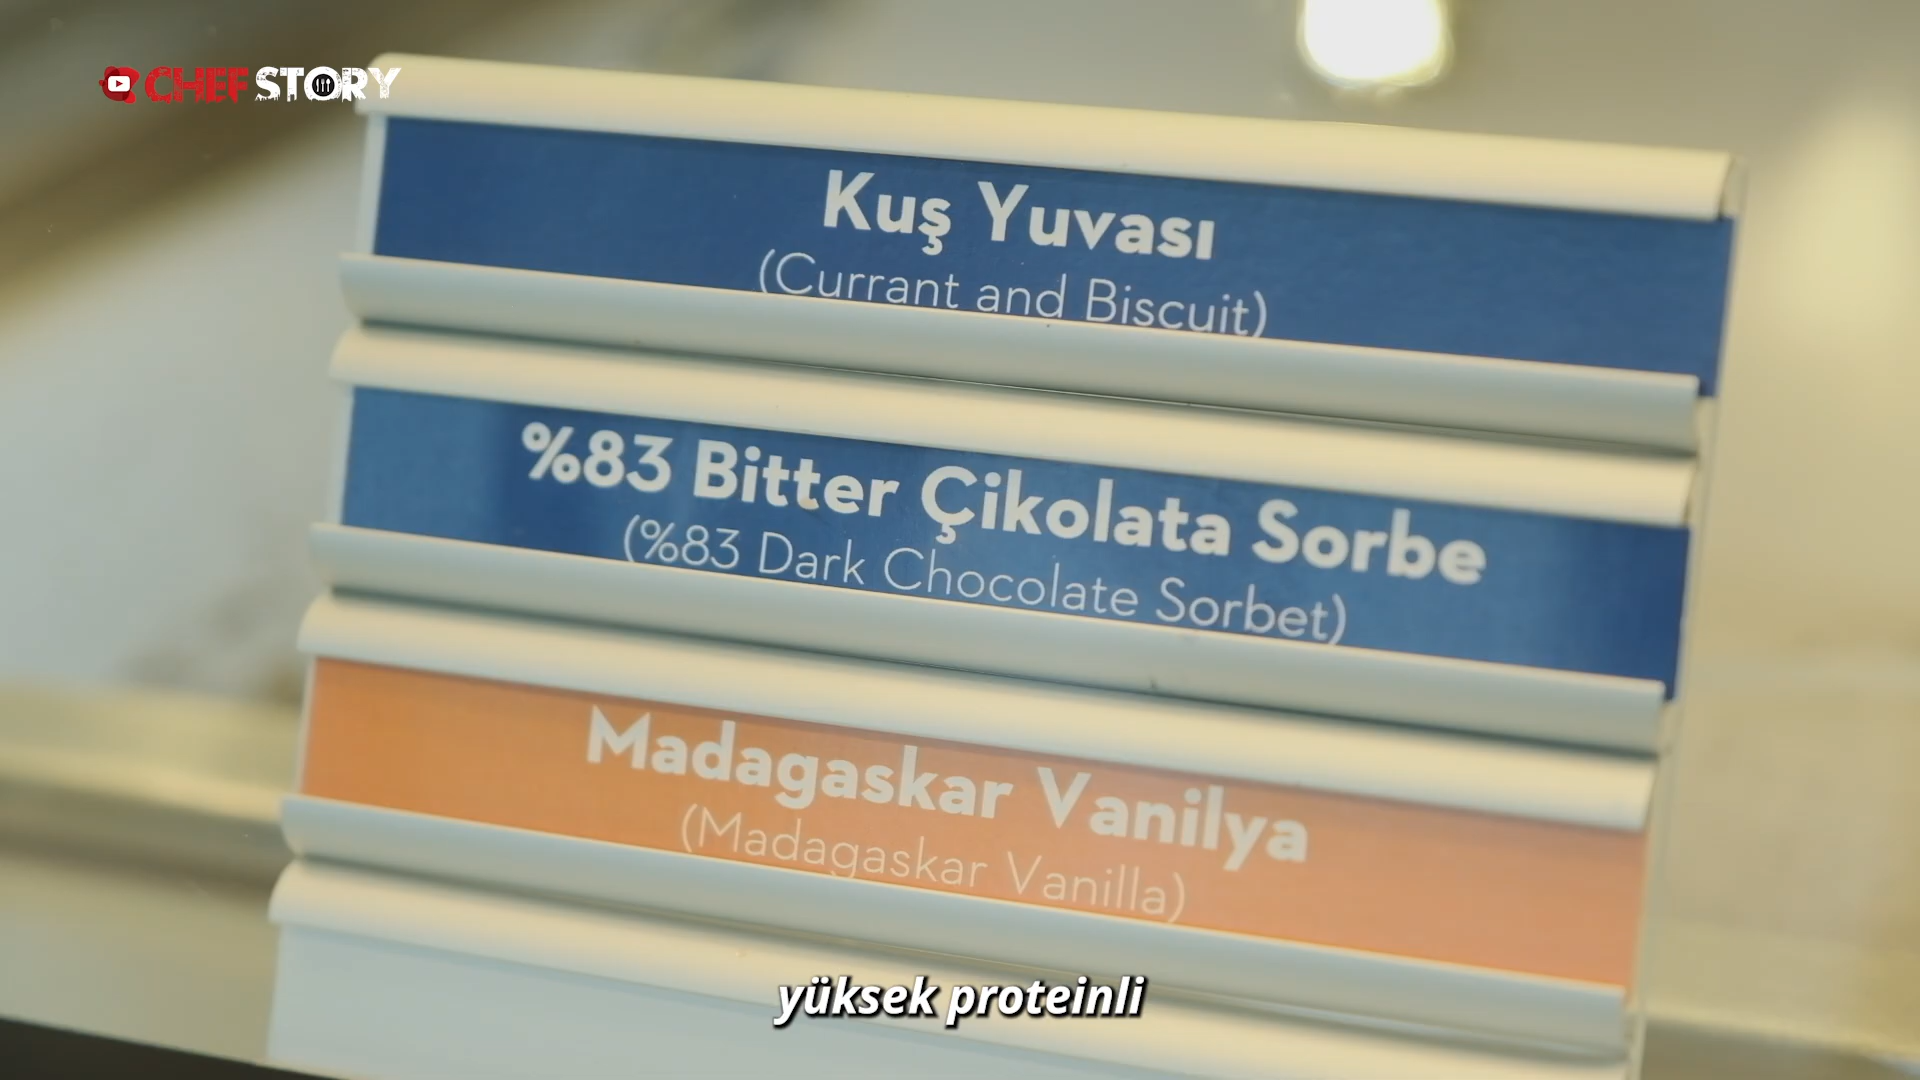 CHEF STORY
Kuş Yuvası
(Currant and Biscuit)
%83 Bitter Çikolata Sorbe
(%83 Dark Chocolate Sorbet)
Madagaskar Vanilya
(Madagaskar Vanilla)
yüksek proteinli